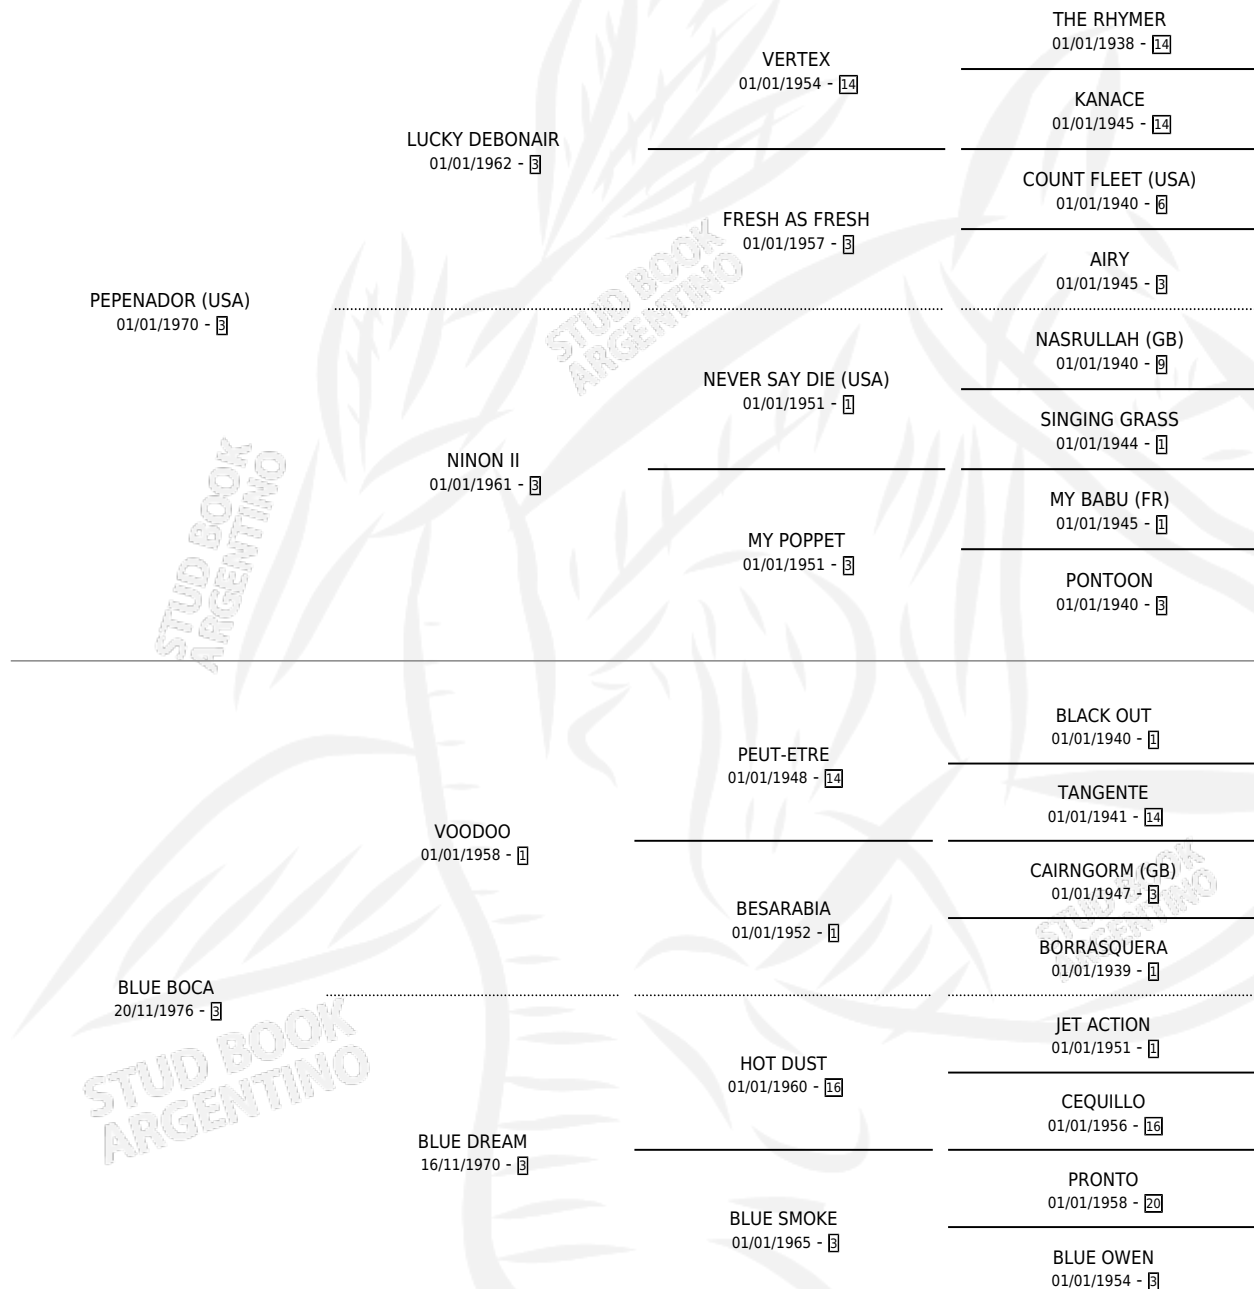 THE RHYMER
01/01/1938 - 14
VERTEX
01/01/1954 - 14
KANACE
01/01/1945 - 14
LUCKY DEBONAIR
01/01/1962 - 3
COUNT FLEET (USA)
01/01/1940 - 6
FRESH AS FRESH
01/01/1957 - 3
AIRY
01/01/1945 - 3
PEPENADOR (USA)
01/01/1970 - 3
NASRULLAH (GB)
01/01/1940 - 9
NEVER SAY DIE (USA)
01/01/1951 - 1
SINGING GRASS
01/01/1944 - 1
NINON II
01/01/1961 - 3
MY BABU (FR)
01/01/1945 - 1
MY POPPET
01/01/1951 - 3
PONTOON
01/01/1940 - 3
BLACK OUT
01/01/1940 - 1
PEUT-ETRE
01/01/1948 - 14
TANGENTE
01/01/1941 - 14
VOODOO
01/01/1958 - 1
CAIRNGORM (GB)
01/01/1947 - 3
BESARABIA
01/01/1952 - 1
BORRASQUERA
01/01/1939 - 1
BLUE BOCA
20/11/1976 - 3
JET ACTION
01/01/1951 - 1
HOT DUST
01/01/1960 - 16
CEQUILLO
01/01/1956 - 16
BLUE DREAM
16/11/1970 - 3
PRONTO
01/01/1958 - 20
BLUE SMOKE
01/01/1965 - 3
BLUE OWEN
01/01/1954 - 3
STUD BOOK
ARGENTINO
STUD BOOK
ARGENTINO
STUD BOOK
ARGENTINO
STUD BOOK
ARGENTINO